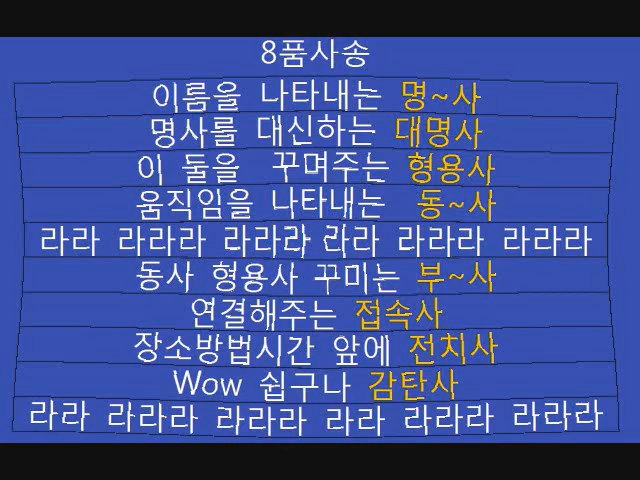 8품사송
이름을 나타내는 명~사
명사를 대신하는 대명사
이 둘을 꾸며주는 형용사
움직임을 나타내는 동~사
라라 라라라 라라라 라라 라라라 라라라
동사 형용사 꾸미는 부~사
연결해주는 접속사
장소방법시간 앞에 전치사
Wow 쉽구나 감탄사
라라 라라라 라라라 라라 라라라 라라라